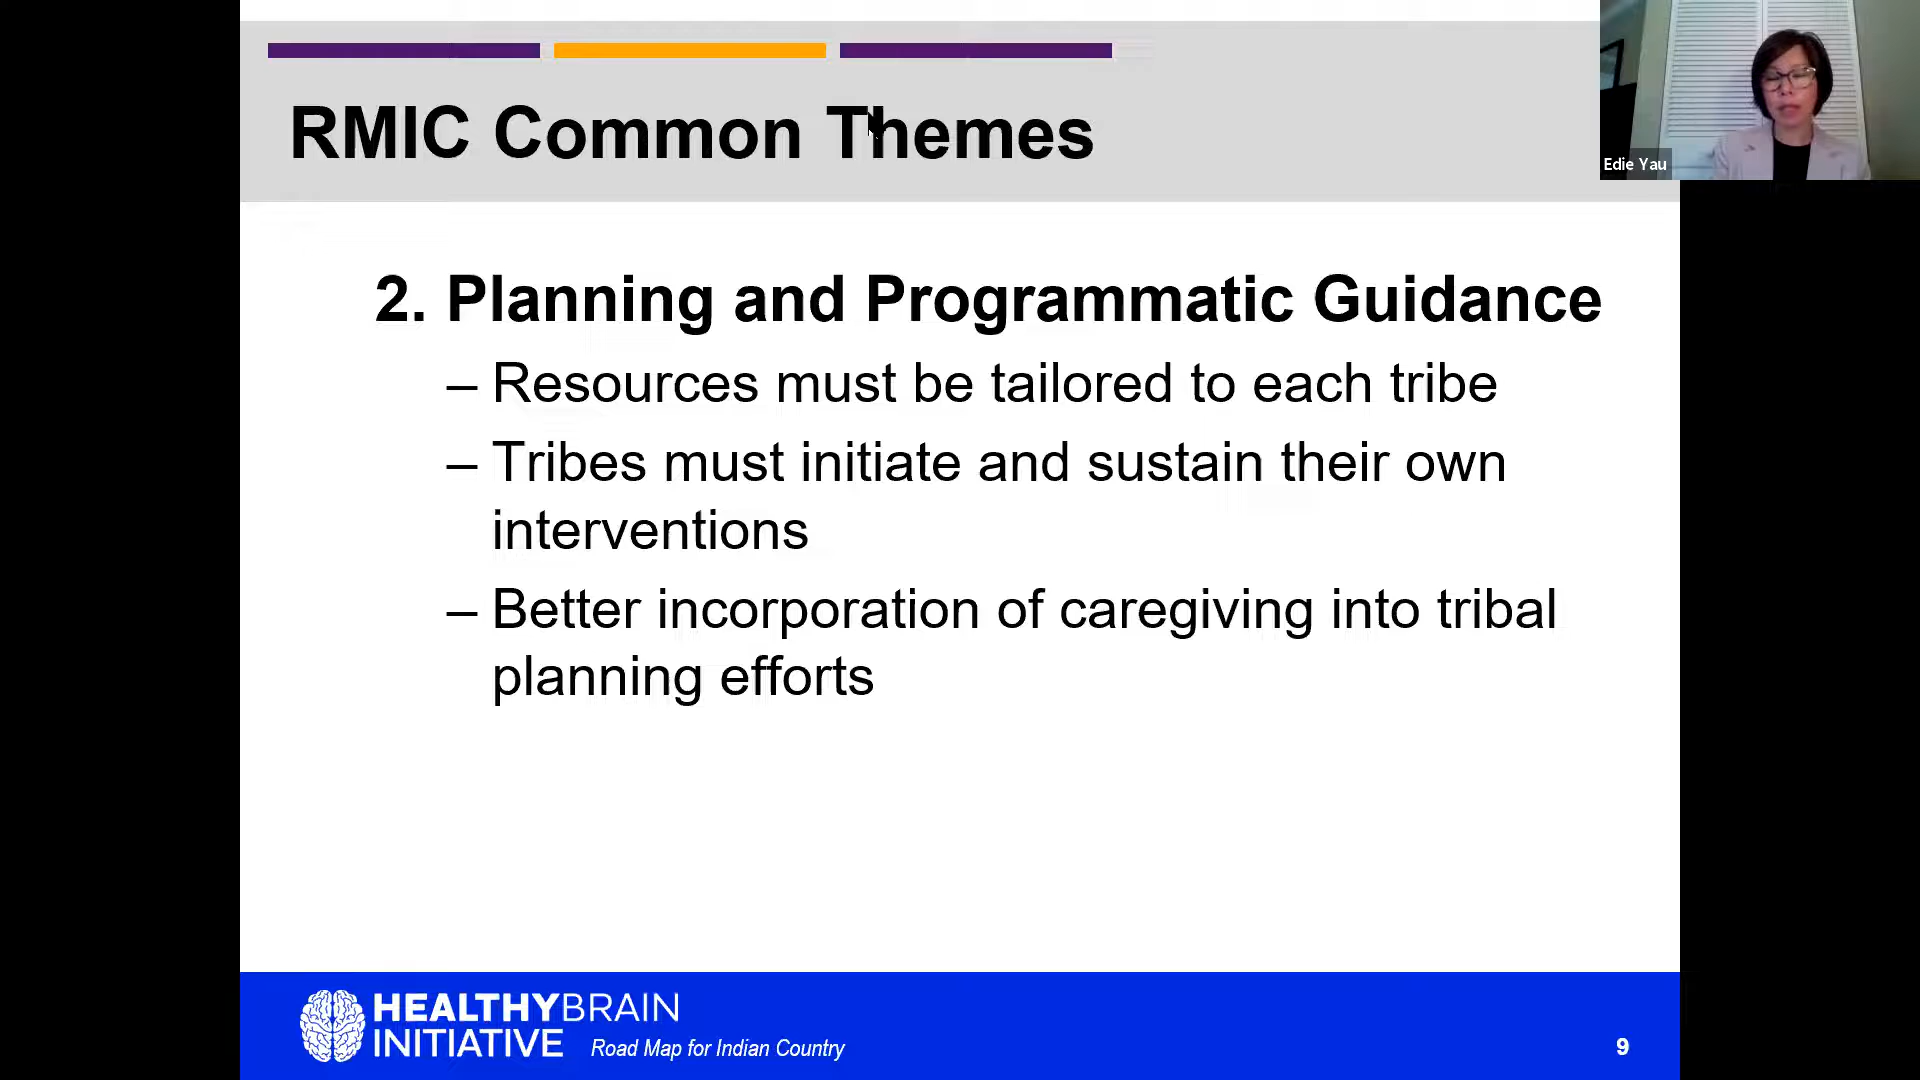 RMIC Common Themes
Edie Yau
2. Planning and Programmatic Guidance
– Resources must be tailored to each tribe
– Tribes must initiate and sustain their own
interventions
– Better incorporation of caregiving into tribal
planning efforts
HEALTHYBRAIN
INITIATIVE Road Map for Indian Country
9